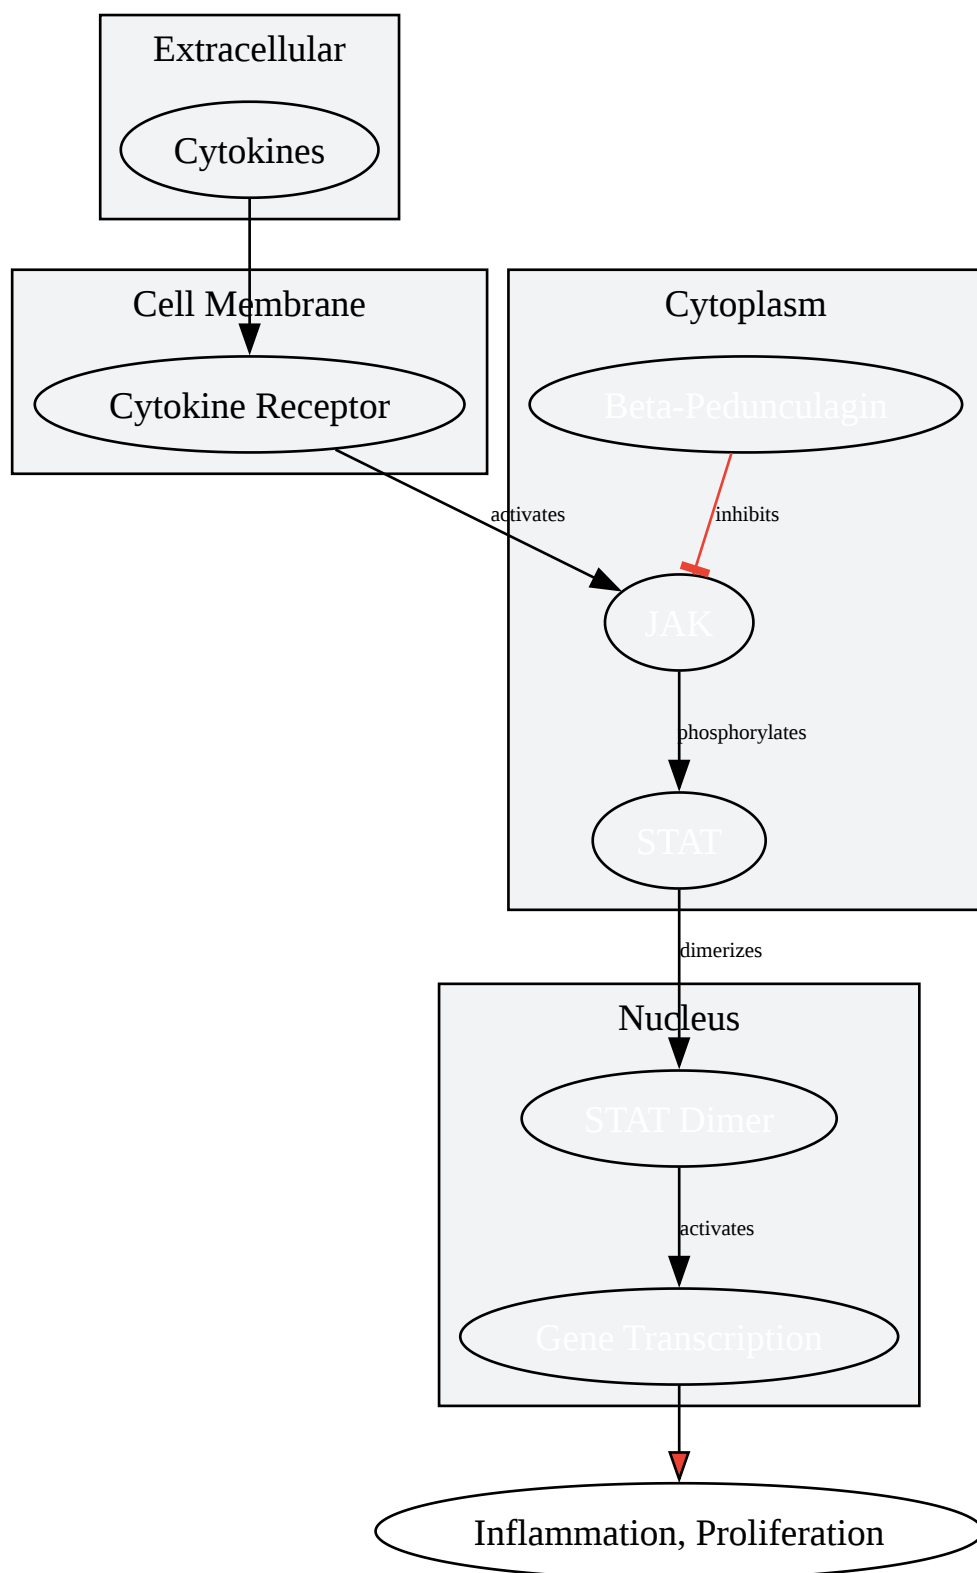 Extracellular
Cytokines
Cell Membrane
Cytoplasm
Cytokine Receptor
Beta-Pedunculagin
activates
inhibits
JAK
phosphorylates
STAT
dimerizes
Nucleus
STAT Dimer
activates
Gene Transcription
Inflammation, Proliferation